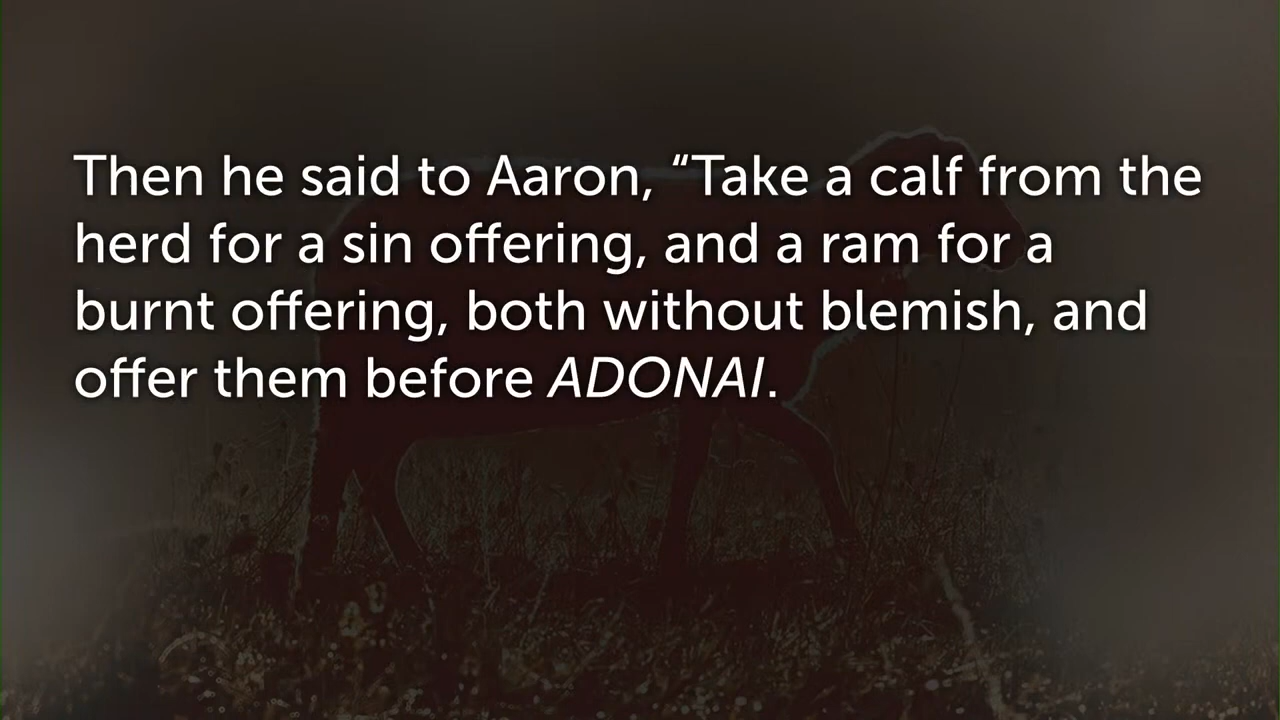 Then he said to Aaron, “Take a calf from the
herd for a sin offering, and a ram for a
burnt offering, both without blemish, and
offer them before ADONAI.